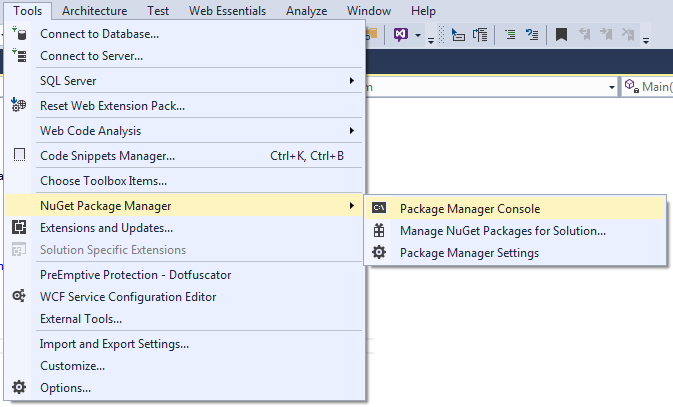 Tools Architecture Test Web Essentials Analyze Window Help
Connect to Database...
Connect to Server...
SQL Server
Reset Web Extension Pack...
Web Code Analysis
Code Snippets Manager... Ctrl+K, Ctrl+B
Choose Toolbox Items...
NuGet Package Manager
Extensions and Updates...
Solution Specific Extensions
PreEmptive Protection - Dotfuscator
WCF Service Configuration Editor
External Tools...
Import and Export Settings...
Customize...
Options...
C:\ Package Manager Console
Manage NuGet Packages for Solution...
Package Manager Settings
Main(